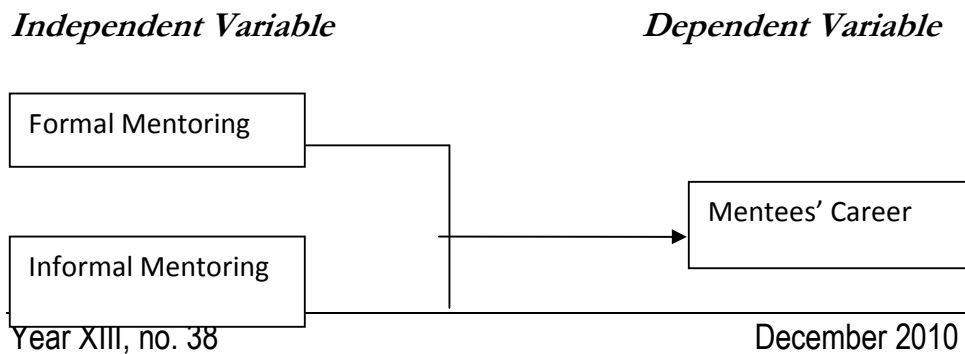 Independent Variable Dependent Variable
Formal Mentoring
Mentees’ Career
Informal Mentoring
Year XIII, no. 38 December 2010